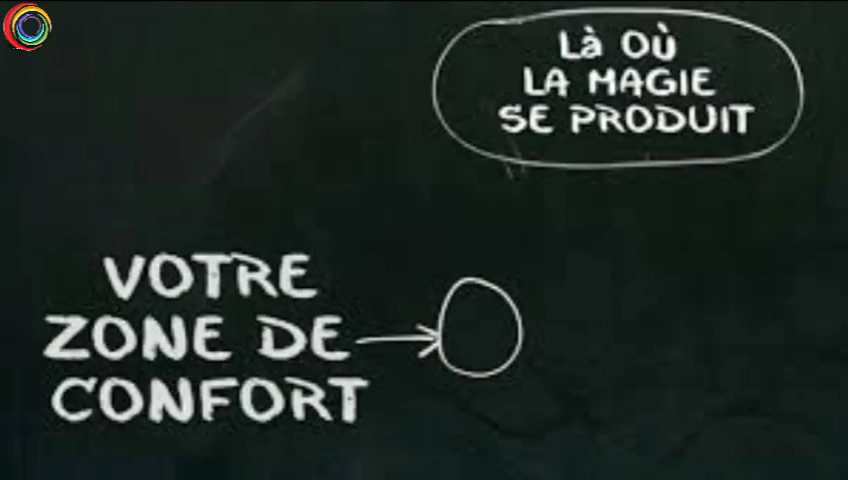 Là OÙ
LA MAGIE
SE PRODUIT
VOTRE
ZONE DE
CONFORT